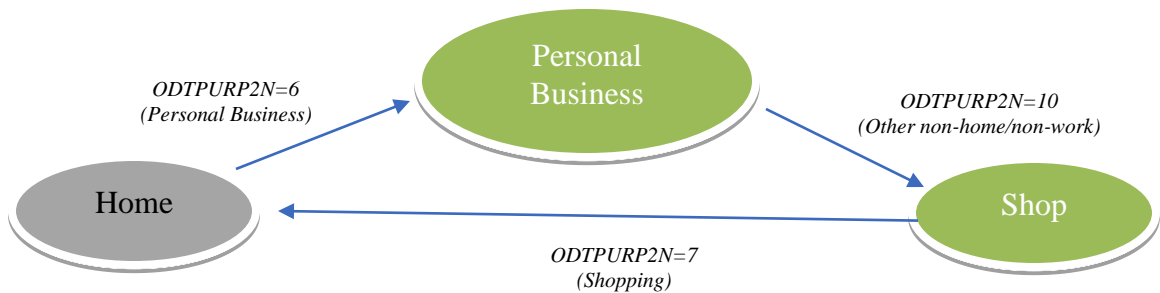 Personal
Business
ODTPURP2N=6
(Personal Business)
ODTPURP2N=10
(Other non-home/non-work)
Home
Shop
ODTPURP2N=7
(Shopping)